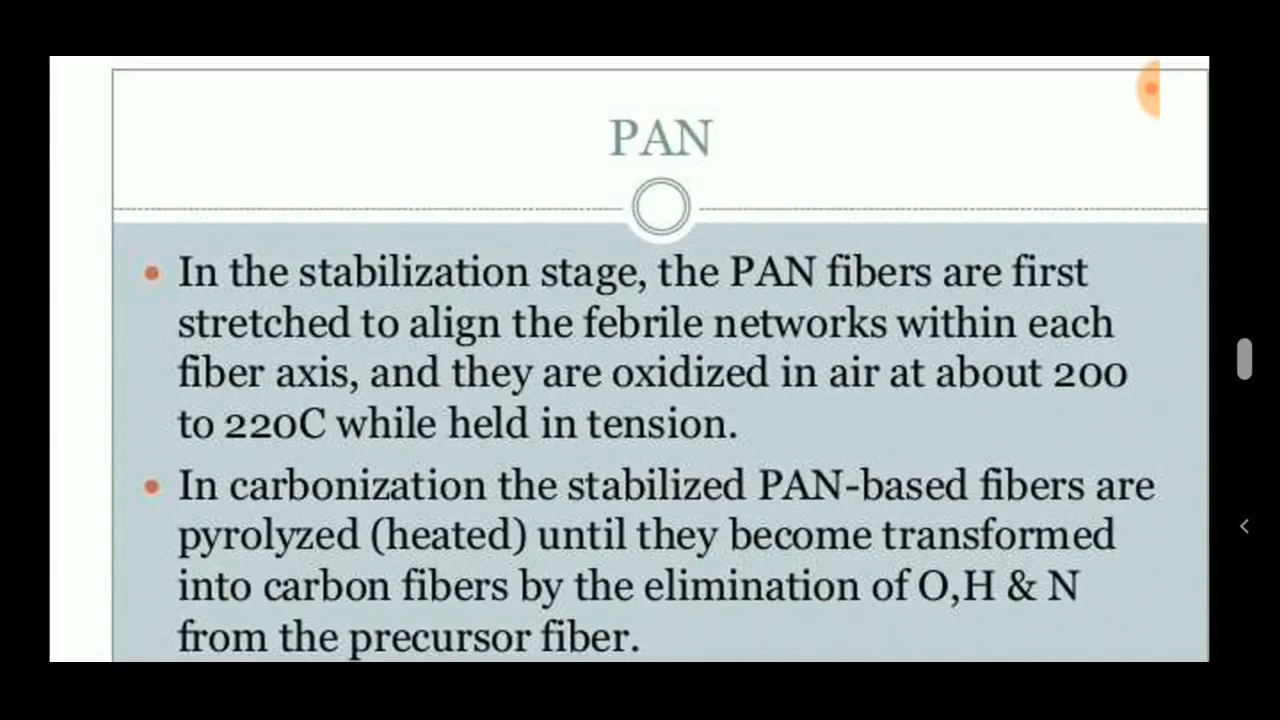 PAN
• In the stabilization stage, the PAN fibers are first
stretched to align the febrile networks within each
fiber axis, and they are oxidized in air at about 200
to 220C while held in tension.
• In carbonization the stabilized PAN-based fibers are
pyrolyzed (heated) until they become transformed
into carbon fibers by the elimination of O,H & N
from the precursor fiber.